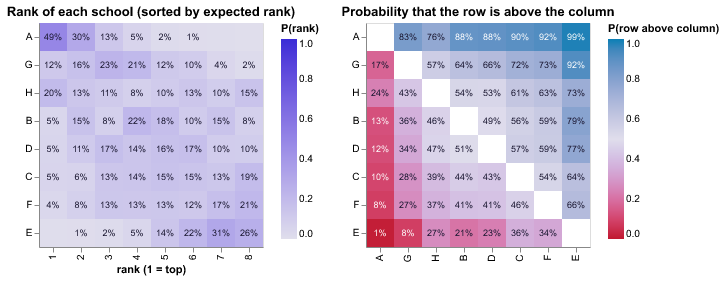 Rank of each school (sorted by expected rank)
P(rank)
A 49% 30% 13% 5% 2% 1%
G 12% 16% 23% 21% 12% 10% 4% 2%
H 20% 13% 11% 8% 10% 13% 10% 15%
B 5% 15% 8% 22% 18% 10% 15% 8%
D 5% 11% 17% 14% 16% 17% 10% 10%
C 5% 6% 13% 14% 15% 15% 13% 19%
F 4% 8% 13% 13% 13% 12% 17% 21%
E 1% 2% 5% 14% 22% 31% 26%
1 2 3 4 5 6 7 8
rank (1 = top)
1.0
0.8
0.6
0.4
0.2
0.0
Probability that the row is above the column
P(row above column)
A 83% 76% 88% 88% 90% 92% 99%
G 17% 57% 64% 66% 72% 73% 92%
H 24% 43% 54% 53% 61% 63% 73%
B 13% 36% 46% 49% 56% 59% 79%
D 12% 34% 47% 51% 57% 59% 77%
C 10% 28% 39% 44% 43% 54% 64%
F 8% 27% 37% 41% 41% 46% 66%
E 1% 8% 27% 21% 23% 36% 34%
A G H B D C F E
1.0
0.8
0.6
0.4
0.2
0.0